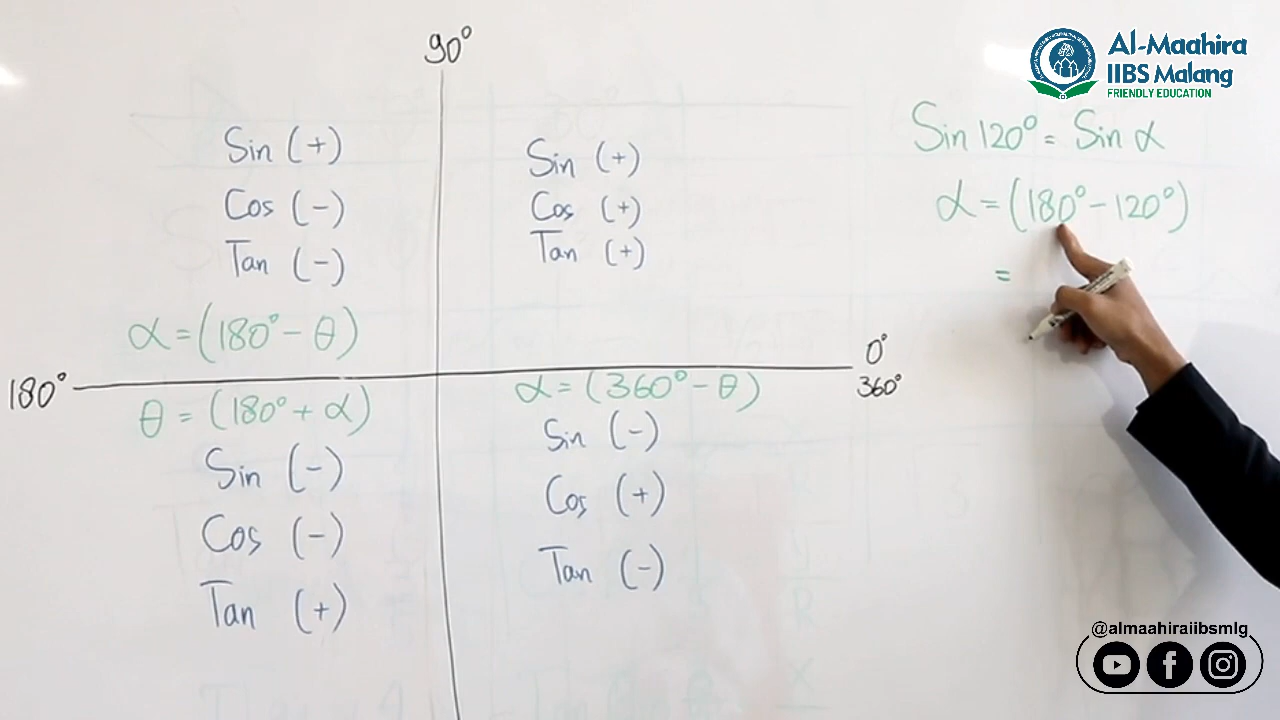 90°
Al-Maahira
IIBS Malang
FRIENDLY EDUCATION
Sin (+)
Cos (-)
Tan (-)
α = (180° - θ)
Sin (+)
Cos (+)
Tan (+)
Sin 120° = Sin α
α = (180° - 120°)
=
180°
0°
360°
θ = (180° + α)
Sin (-)
Cos (-)
Tan (+)
α = (360° - θ)
Sin (-)
Cos (+)
Tan (-)
@almaahiraiibsmlg